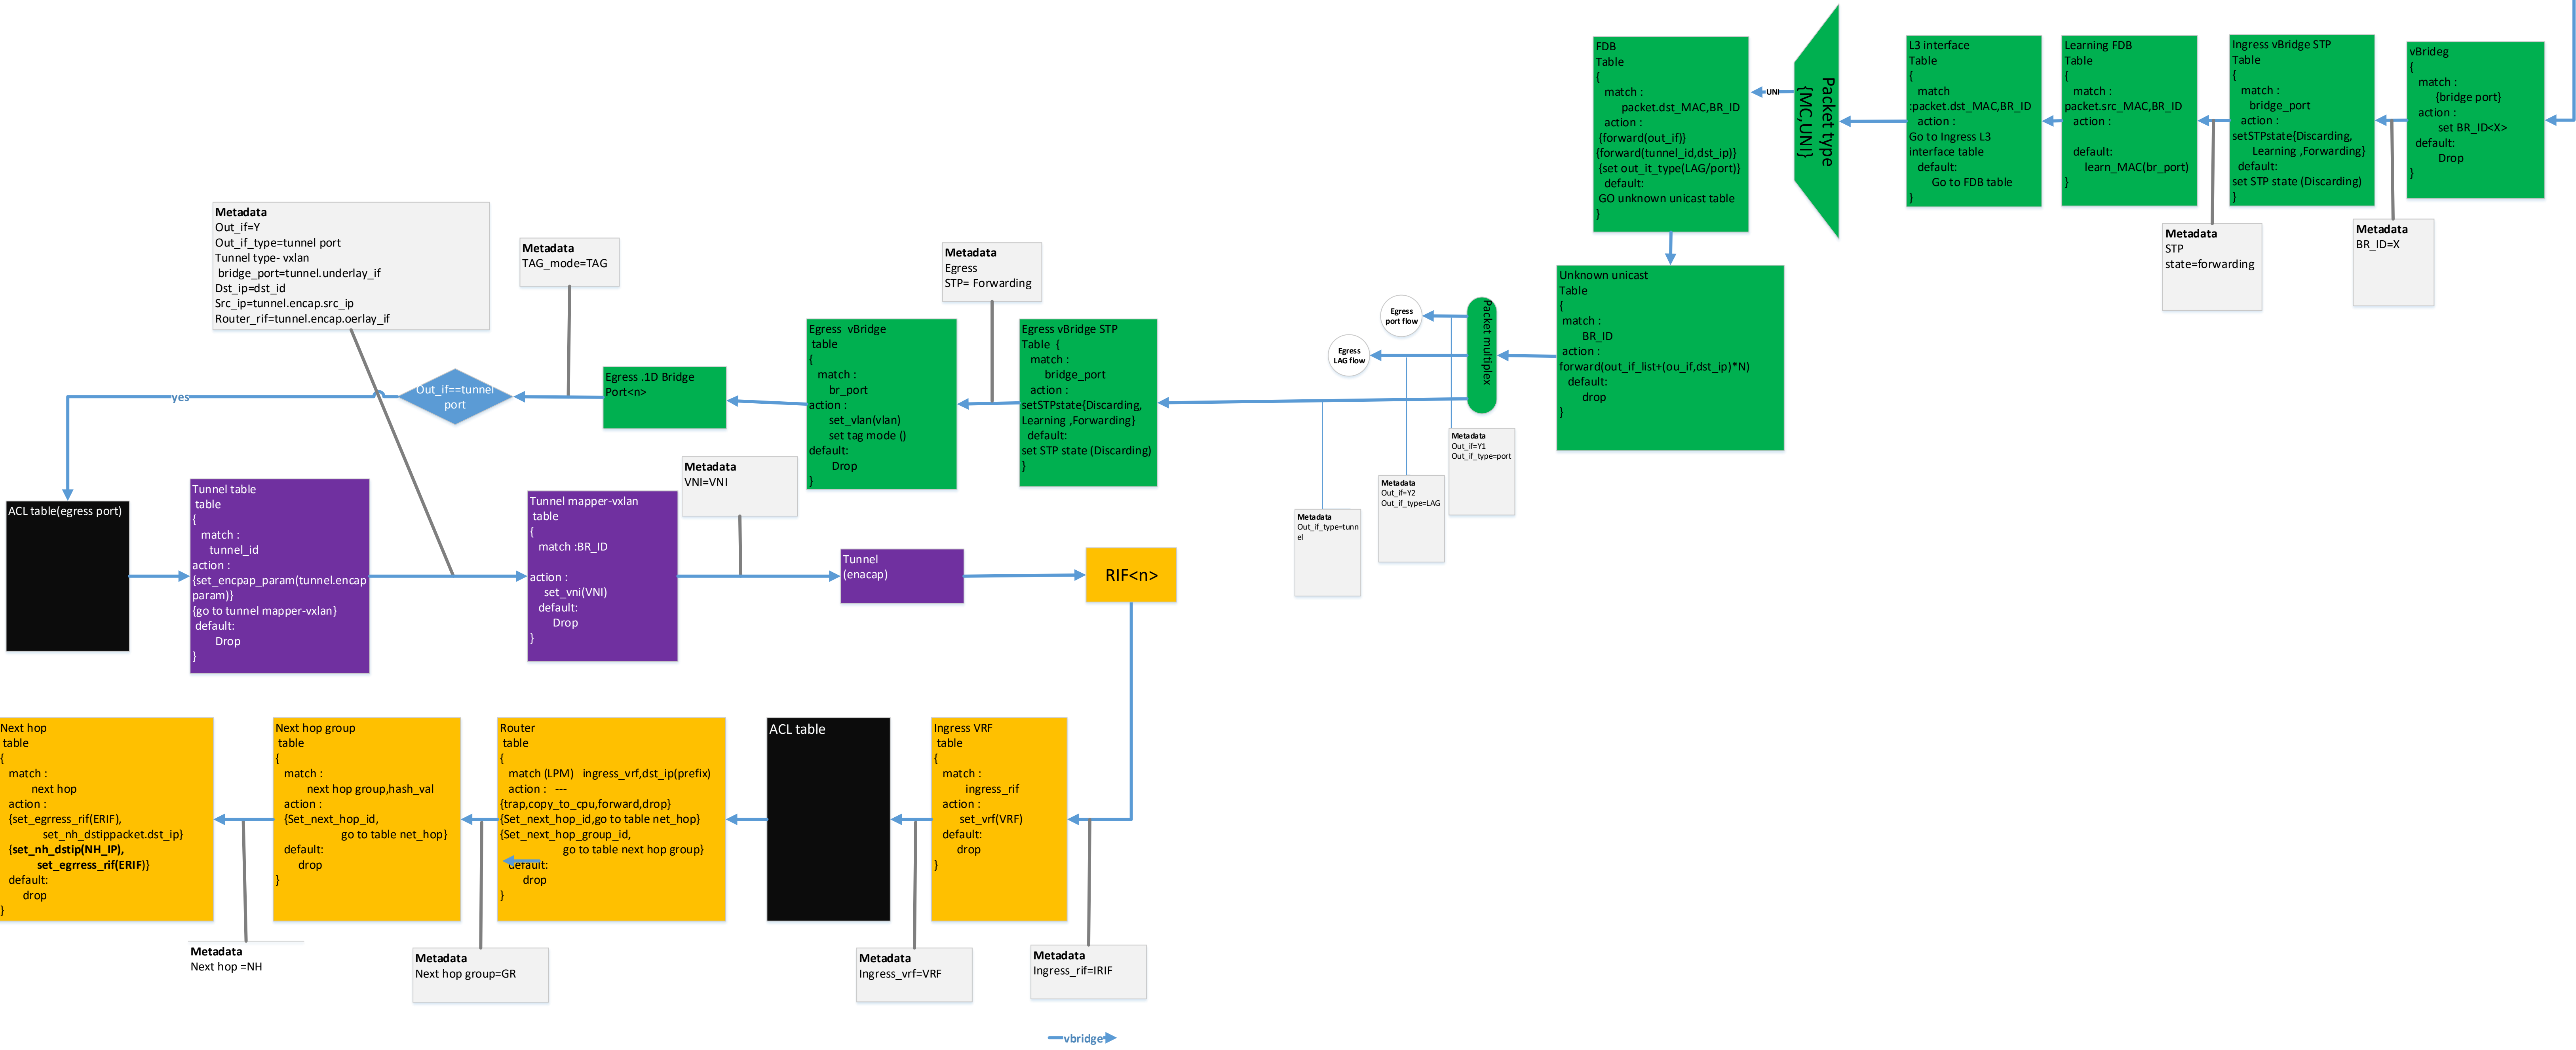 FDB
Table
{
match :
packet.dst_MAC,BR_ID
action :
{forward(out_if)}
{forward(tunnel_id,dst_ip)}
{set out_it_type(LAG/port)}
default:
GO unknown unicast table
}
UNI
Packet type
{MC,UNI}
L3 interface
Table
{
match
:packet.dst_MAC,BR_ID
action :
Go to Ingress L3
interface table
default:
Go to FDB table
}
Learning FDB
Table
{
match :
packet.src_MAC,BR_ID
action :
default:
learn_MAC(br_port)
}
Ingress vBridge STP
Table
{
match :
bridge_port
action :
setSTPstate{Discarding,
Learning ,Forwarding}
default:
set STP state (Discarding)
}
vBrideg
{
match :
{bridge port}
action :
set BR_ID<X>
default:
Drop
}
Metadata
STP
state=forwarding
Metadata
BR_ID=X
Metadata
Out_if=Y
Out_if_type=tunnel port
Tunnel type- vxlan
bridge_port=tunnel.underlay_if
Dst_ip=dst_id
Src_ip=tunnel.encap.src_ip
Router_rif=tunnel.encap.oerlay_if
Metadata
TAG_mode=TAG
Metadata
Egress
STP= Forwarding
Unknown unicast
Table
{
match :
BR_ID
action :
forward(out_if_list+(ou_if,dst_ip)*N)
default:
drop
}
Packet multiplex
Egress
port flow
Egress
LAG flow
Egress vBridge STP
Table {
match :
bridge_port
action :
setSTPstate{Discarding,
Learning ,Forwarding}
default:
set STP state (Discarding)
}
Egress vBridge
table
{
match :
br_port
action :
set_vlan(vlan)
set tag mode ()
default:
Drop
}
Egress .1D Bridge
Port<n>
Out_if==tunnel
port
yes
Metadata
Out_if=Y1
Out_if_type=port
Metadata
Out_if=Y2
Out_if_type=LAG
Metadata
Out_if_type=tunn
el
ACL table(egress port)
Tunnel table
table
{
match :
tunnel_id
action :
{set_encpap_param(tunnel.encap
param)}
{go to tunnel mapper-vxlan}
default:
Drop
}
Tunnel mapper-vxlan
table
{
match :BR_ID
action :
set_vni(VNI)
default:
Drop
}
Metadata
VNI=VNI
Tunnel
(enacap)
RIF<n>
Next hop
table
{
match :
next hop
action :
{set_egrress_rif(ERIF),
set_nh_dstippacket.dst_ip}
{set_nh_dstip(NH_IP),
set_egrress_rif(ERIF)}
default:
drop
}
Next hop group
table
{
match :
next hop group,hash_val
action :
{Set_next_hop_id,
go to table net_hop}
default:
drop
}
Router
table
{
match (LPM) ingress_vrf,dst_ip(prefix)
action : ---
{trap,copy_to_cpu,forward,drop}
{Set_next_hop_id,go to table net_hop}
{Set_next_hop_group_id,
go to table next hop group}
default:
drop
}
ACL table
Ingress VRF
table
{
match :
ingress_rif
action :
set_vrf(VRF)
default:
drop
}
Metadata
Next hop =NH
Metadata
Next hop group=GR
Metadata
Ingress_vrf=VRF
Metadata
Ingress_rif=IRIF
vbridge